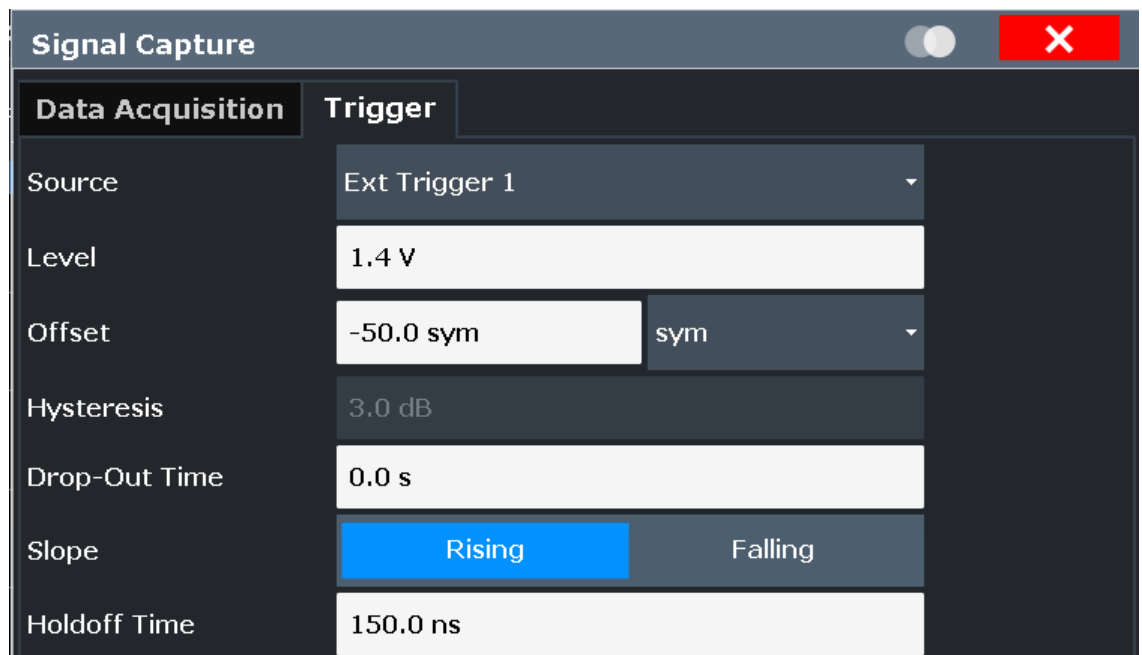 Signal Capture
Data Acquisition Trigger
Source Ext Trigger 1
Level 1.4 V
Offset -50.0 sym sym
Hysteresis 3.0 dB
Drop-Out Time 0.0 s
Slope Rising Falling
Holdoff Time 150.0 ns